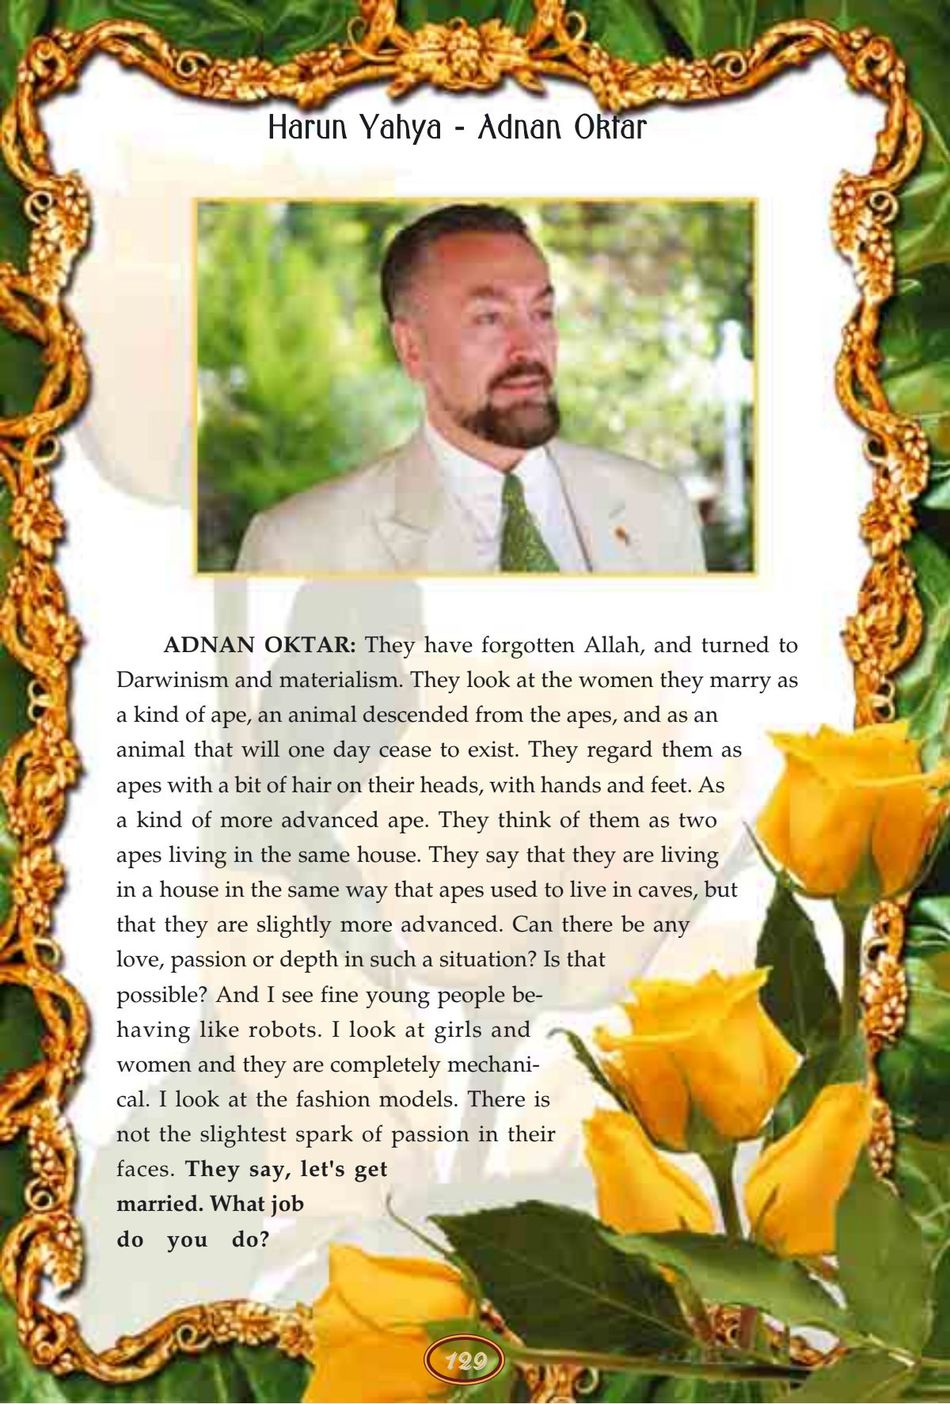 Harun Yahya - Adnan Oktar
ADNAN OKTAR: They have forgotten Allah, and turned to
Darwinism and materialism. They look at the women they marry as
a kind of ape, an animal descended from the apes, and as an
animal that will one day cease to exist. They regard them as
apes with a bit of hair on their heads, with hands and feet. As
a kind of more advanced ape. They think of them as two
apes living in the same house. They say that they are living
in a house in the same way that apes used to live in caves, but
that they are slightly more advanced. Can there be any
love, passion or depth in such a situation? Is that
possible? And I see fine young people be-
having like robots. I look at girls and
women and they are completely mechani-
cal. I look at the fashion models. There is
not the slightest spark of passion in their
faces. They say, let's get
married. What job
do you do?
129